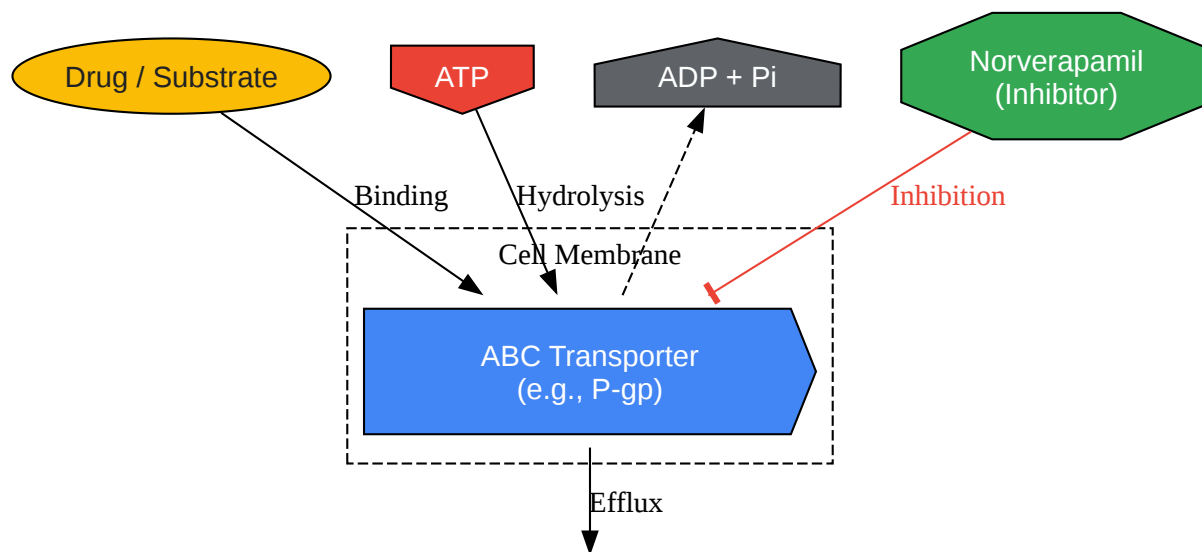 Drug / Substrate
ATP
ADP + Pi
Norverapamil
(Inhibitor)
Binding
Hydrolysis
Inhibition
Cell Membrane
ABC Transporter
(e.g., P-gp)
Efflux